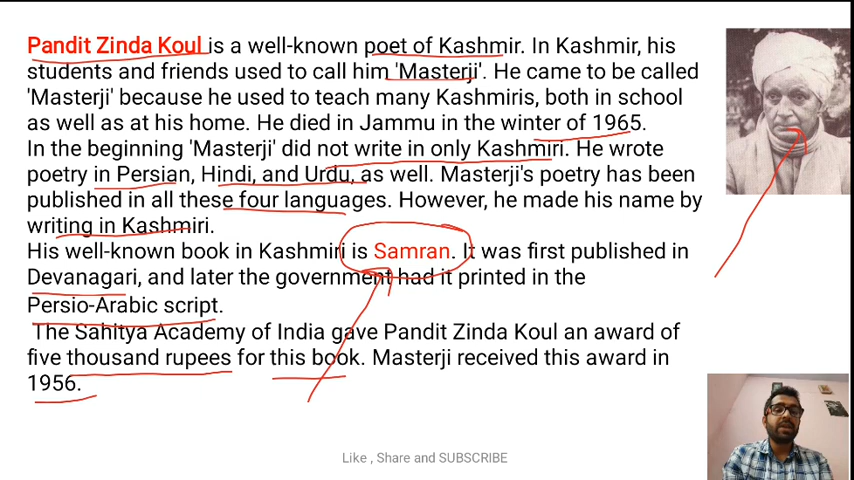 Pandit Zinda Koul is a well-known poet of Kashmir. In Kashmir, his
students and friends used to call him 'Masterji'. He came to be called
'Masterji' because he used to teach many Kashmiris, both in school
as well as at his home. He died in Jammu in the winter of 1965.
In the beginning 'Masterji' did not write in only Kashmiri. He wrote
poetry in Persian, Hindi, and Urdu, as well. Masterji's poetry has been
published in all these four languages. However, he made his name by
writing in Kashmiri.
His well-known book in Kashmiri is Samran. It was first published in
Devanagari, and later the government had it printed in the
Persio-Arabic script.
The Sahitya Academy of India gave Pandit Zinda Koul an award of
five thousand rupees for this book. Masterji received this award in
1956.
Like , Share and SUBSCRIBE